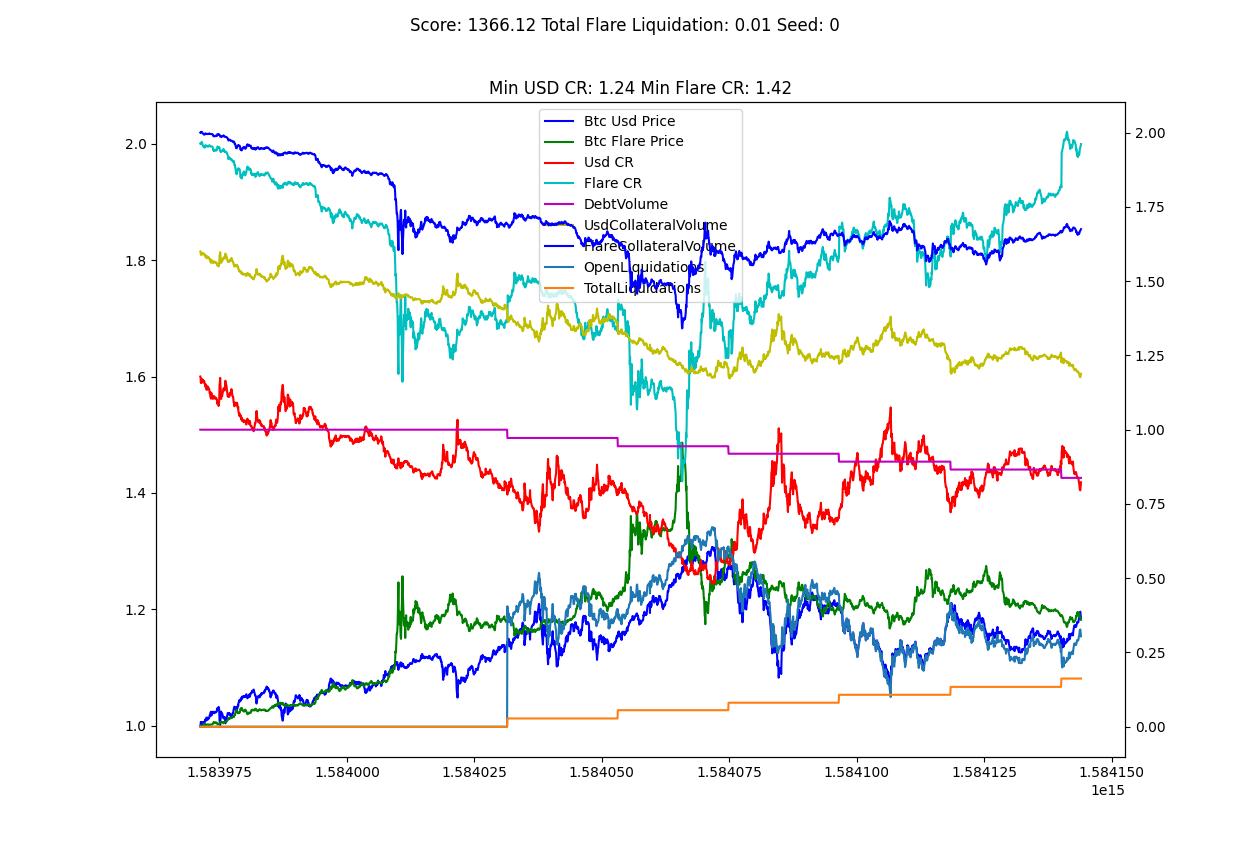 Score: 1366.12 Total Flare Liquidation: 0.01 Seed: 0
Min USD CR: 1.24 Min Flare CR: 1.42
Btc Usd Price
Btc Flare Price
Usd CR
Flare CR
DebtVolume
UsdCollateralVolume
FlareCollateralVolume
OpenLiquidations
TotalLiquidations
2.0
1.8
1.6
1.4
1.2
1.0
2.00
1.75
1.50
1.25
1.00
0.75
0.50
0.25
0.00
1.583975 1.584000 1.584025 1.584050 1.584075 1.584100 1.584125 1.584150
1e15